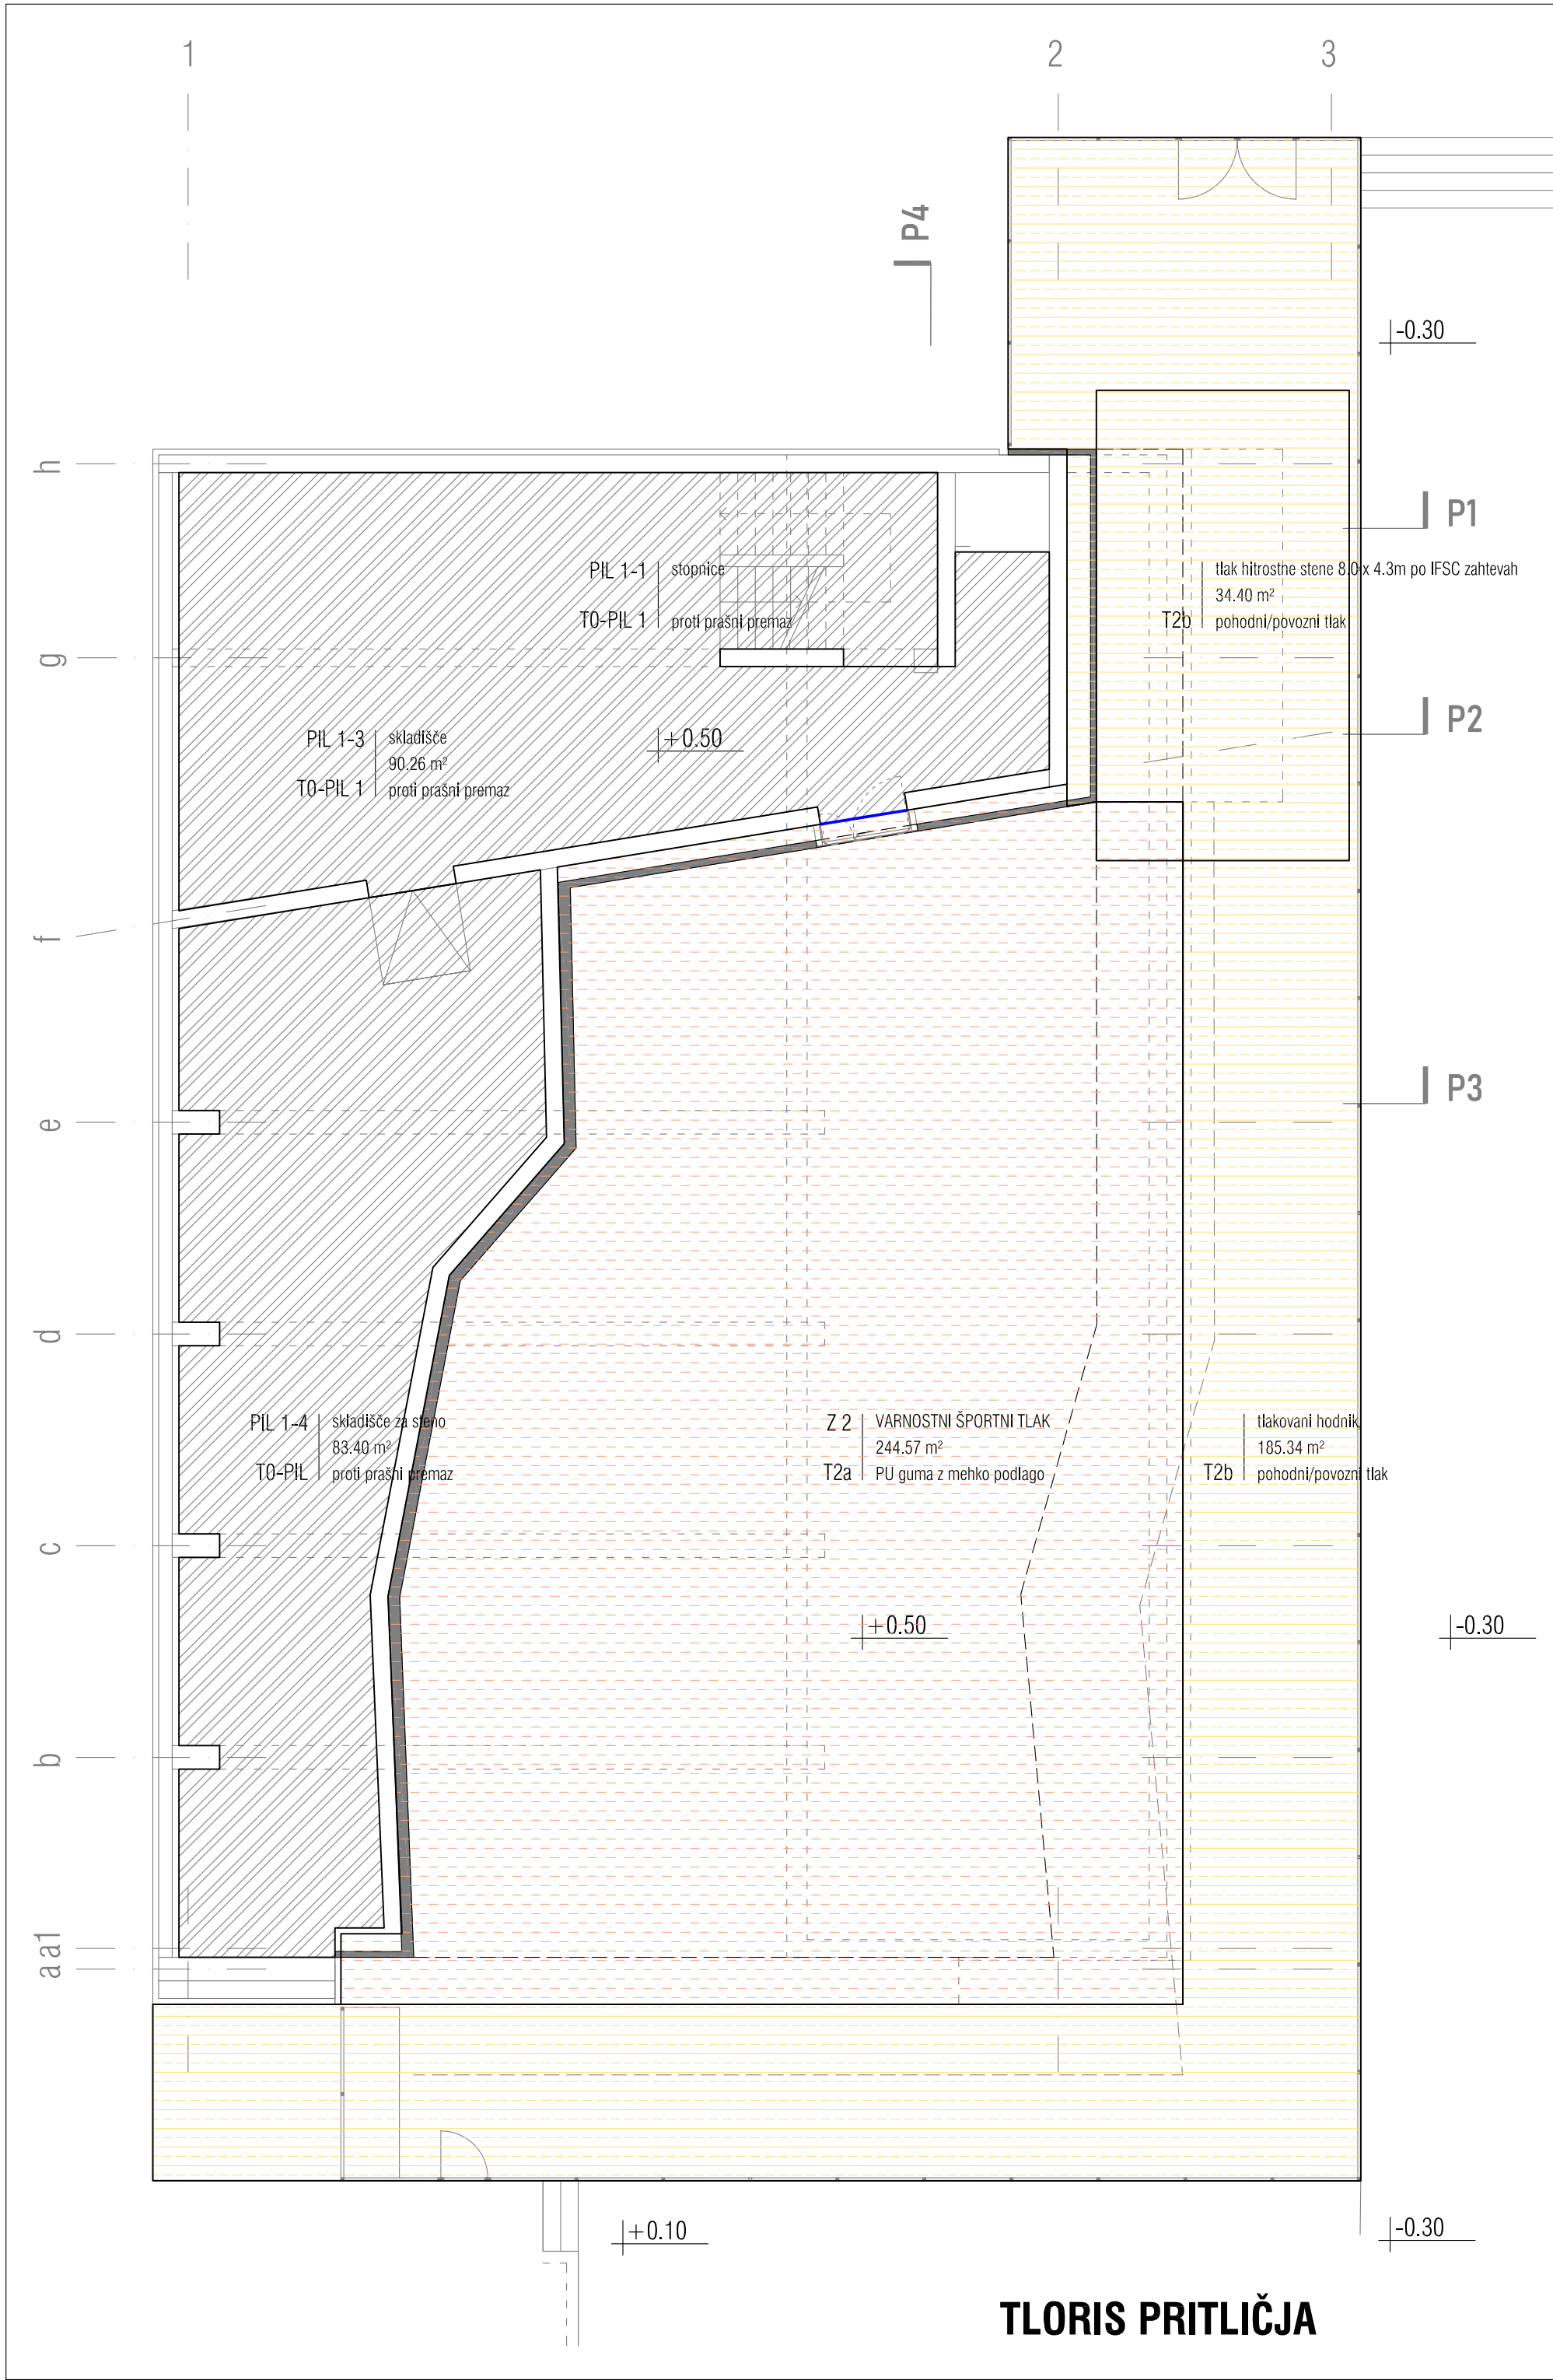 1
2
3
P4
-0.30
h
P1
PIL 1-1 stopnice
T0-PIL 1 proti prašni premaz
tlak hitrostne stene 8.0 x 4.3m po IFSC zahtevah
34.40 m²
T2b pohodni/povozni tlak
g
P2
PIL 1-3 skladišče
90.26 m²
T0-PIL 1 proti prašni premaz
+0.50
f
P3
e
d
PIL 1-4 skladišče za steno
83.40 m²
T0-PIL proti prašni premaz
Z 2 VARNOSTNI ŠPORTNI TLAK
244.57 m²
T2a PU guma z mehko podlago
tlakovani hodnik
185.34 m²
T2b pohodni/povozni tlak
c
+0.50
-0.30
b
a1
a
+0.10
-0.30
TLORIS PRITLIČJA